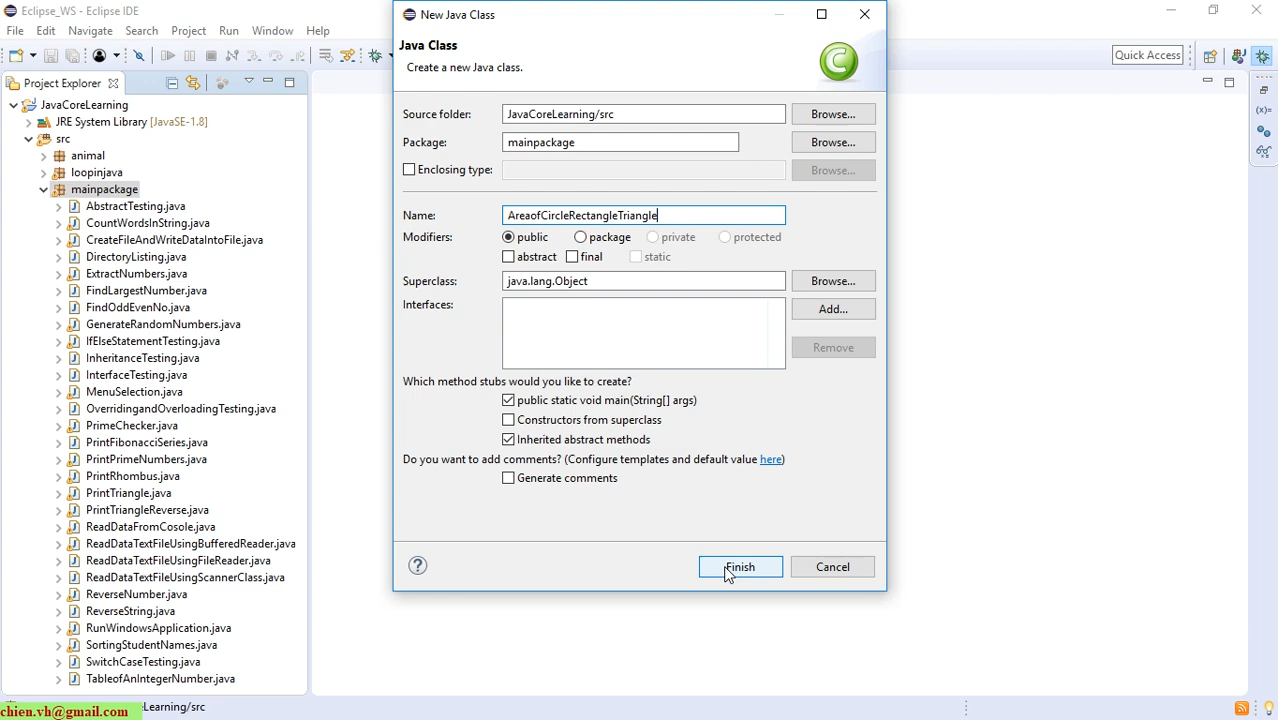 Eclipse_WS - Eclipse IDE
File Edit Navigate Search Project Run Window Help
Quick Access
Project Explorer
JavaCoreLearning
JRE System Library [JavaSE-1.8]
src
animal
loopinjava
mainpackage
AbstractTesting.java
CountWordsInString.java
CreateFileAndWriteDataIntoFile.java
DirectoryListing.java
ExtractNumbers.java
FindLargestNumber.java
FindOddEvenNo.java
GenerateRandomNumbers.java
IfElseStatementTesting.java
InheritanceTesting.java
InterfaceTesting.java
MenuSelection.java
OverridingandOverloadingTesting.java
PrimeChecker.java
PrintFibonacciSeries.java
PrintPrimeNumbers.java
PrintRhombus.java
PrintTriangle.java
PrintTriangleReverse.java
ReadDataFromCosole.java
ReadDataTextFileUsingBufferedReader.java
ReadDataTextFileUsingFileReader.java
ReadDataTextFileUsingScannerClass.java
ReverseNumber.java
ReverseString.java
RunWindowsApplication.java
SortingStudentNames.java
SwitchCaseTesting.java
TableofAnIntegerNumber.java
New Java Class
Java Class
Create a new Java class.
Source folder: JavaCoreLearning/src Browse...
Package: mainpackage Browse...
Enclosing type: Browse...
Name: AreaofCircleRectangleTriangle
Modifiers: public package private protected
abstract final static
Superclass: java.lang.Object Browse...
Interfaces: Add...
Remove
Which method stubs would you like to create?
public static void main(String[] args)
Constructors from superclass
Inherited abstract methods
Do you want to add comments? (Configure templates and default value here)
Generate comments
Finish Cancel
chien.vh@gmail.com eLearning/src